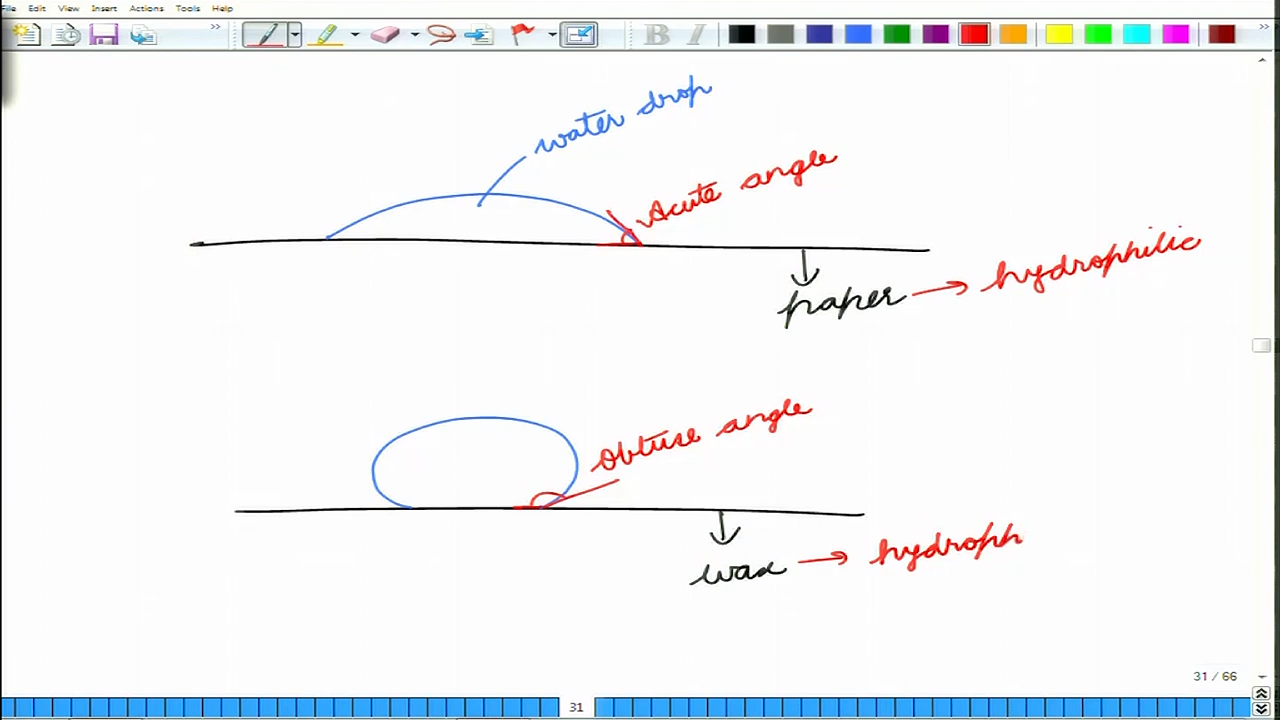 File Edit View Insert Actions Tools Help
B I
water drop
Acute angle
paper → hydrophilic
Obtuse angle
wax → hydroph
31 / 66
31